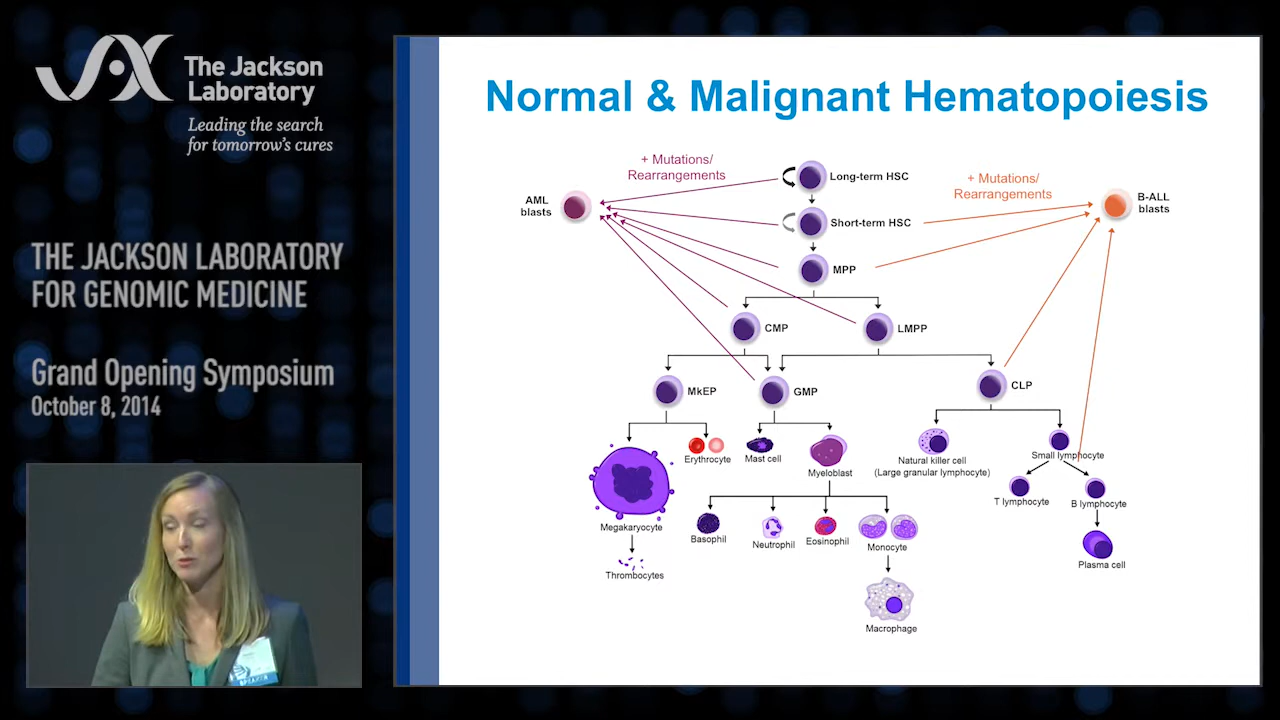 JAX
The Jackson
Laboratory
Leading the search
for tomorrow's cures
THE JACKSON LABORATORY
FOR GENOMIC MEDICINE
Grand Opening Symposium
October 8, 2014
SPEAKER
Normal & Malignant Hematopoiesis
+ Mutations/
Rearrangements
Long-term HSC
+ Mutations/
Rearrangements
AML
blasts
B-ALL
blasts
Short-term HSC
MPP
CMP
LMPP
MkEP
GMP
CLP
Erythrocyte
Mast cell
Myeloblast
Natural killer cell
(Large granular lymphocyte)
Small lymphocyte
T lymphocyte
B lymphocyte
Megakaryocyte
Basophil
Neutrophil
Eosinophil
Monocyte
Plasma cell
Thrombocytes
Macrophage